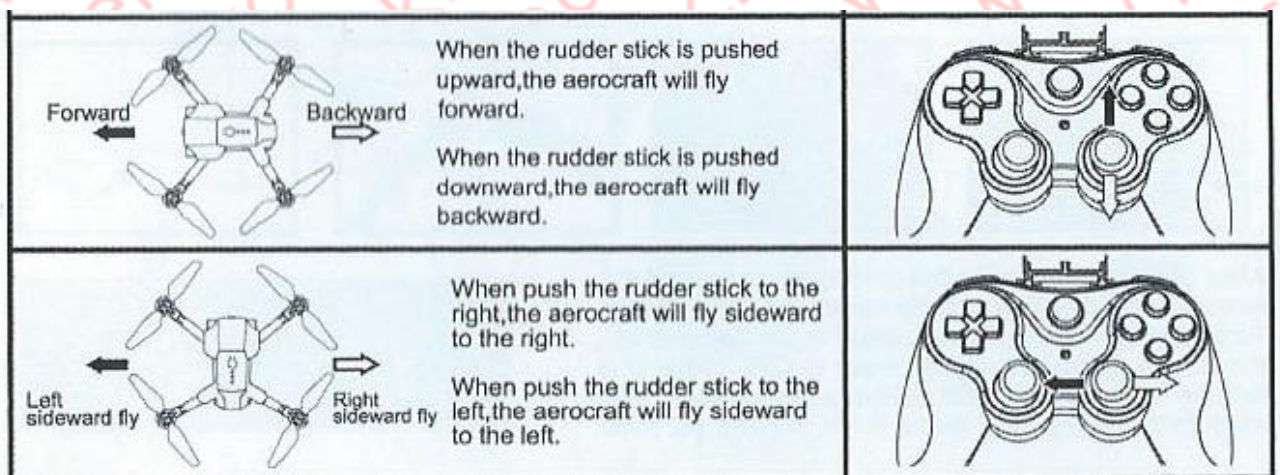 When the rudder stick is pushed
upward,the aerocraft will fly
forward.
Forward
Backward
When the rudder stick is pushed
downward,the aerocraft will fly
backward.
When push the rudder stick to the
right,the aerocraft will fly sideward
to the right.
Left
sideward fly
Right
sideward fly
When push the rudder stick to the
left,the aerocraft will fly sideward
to the left.